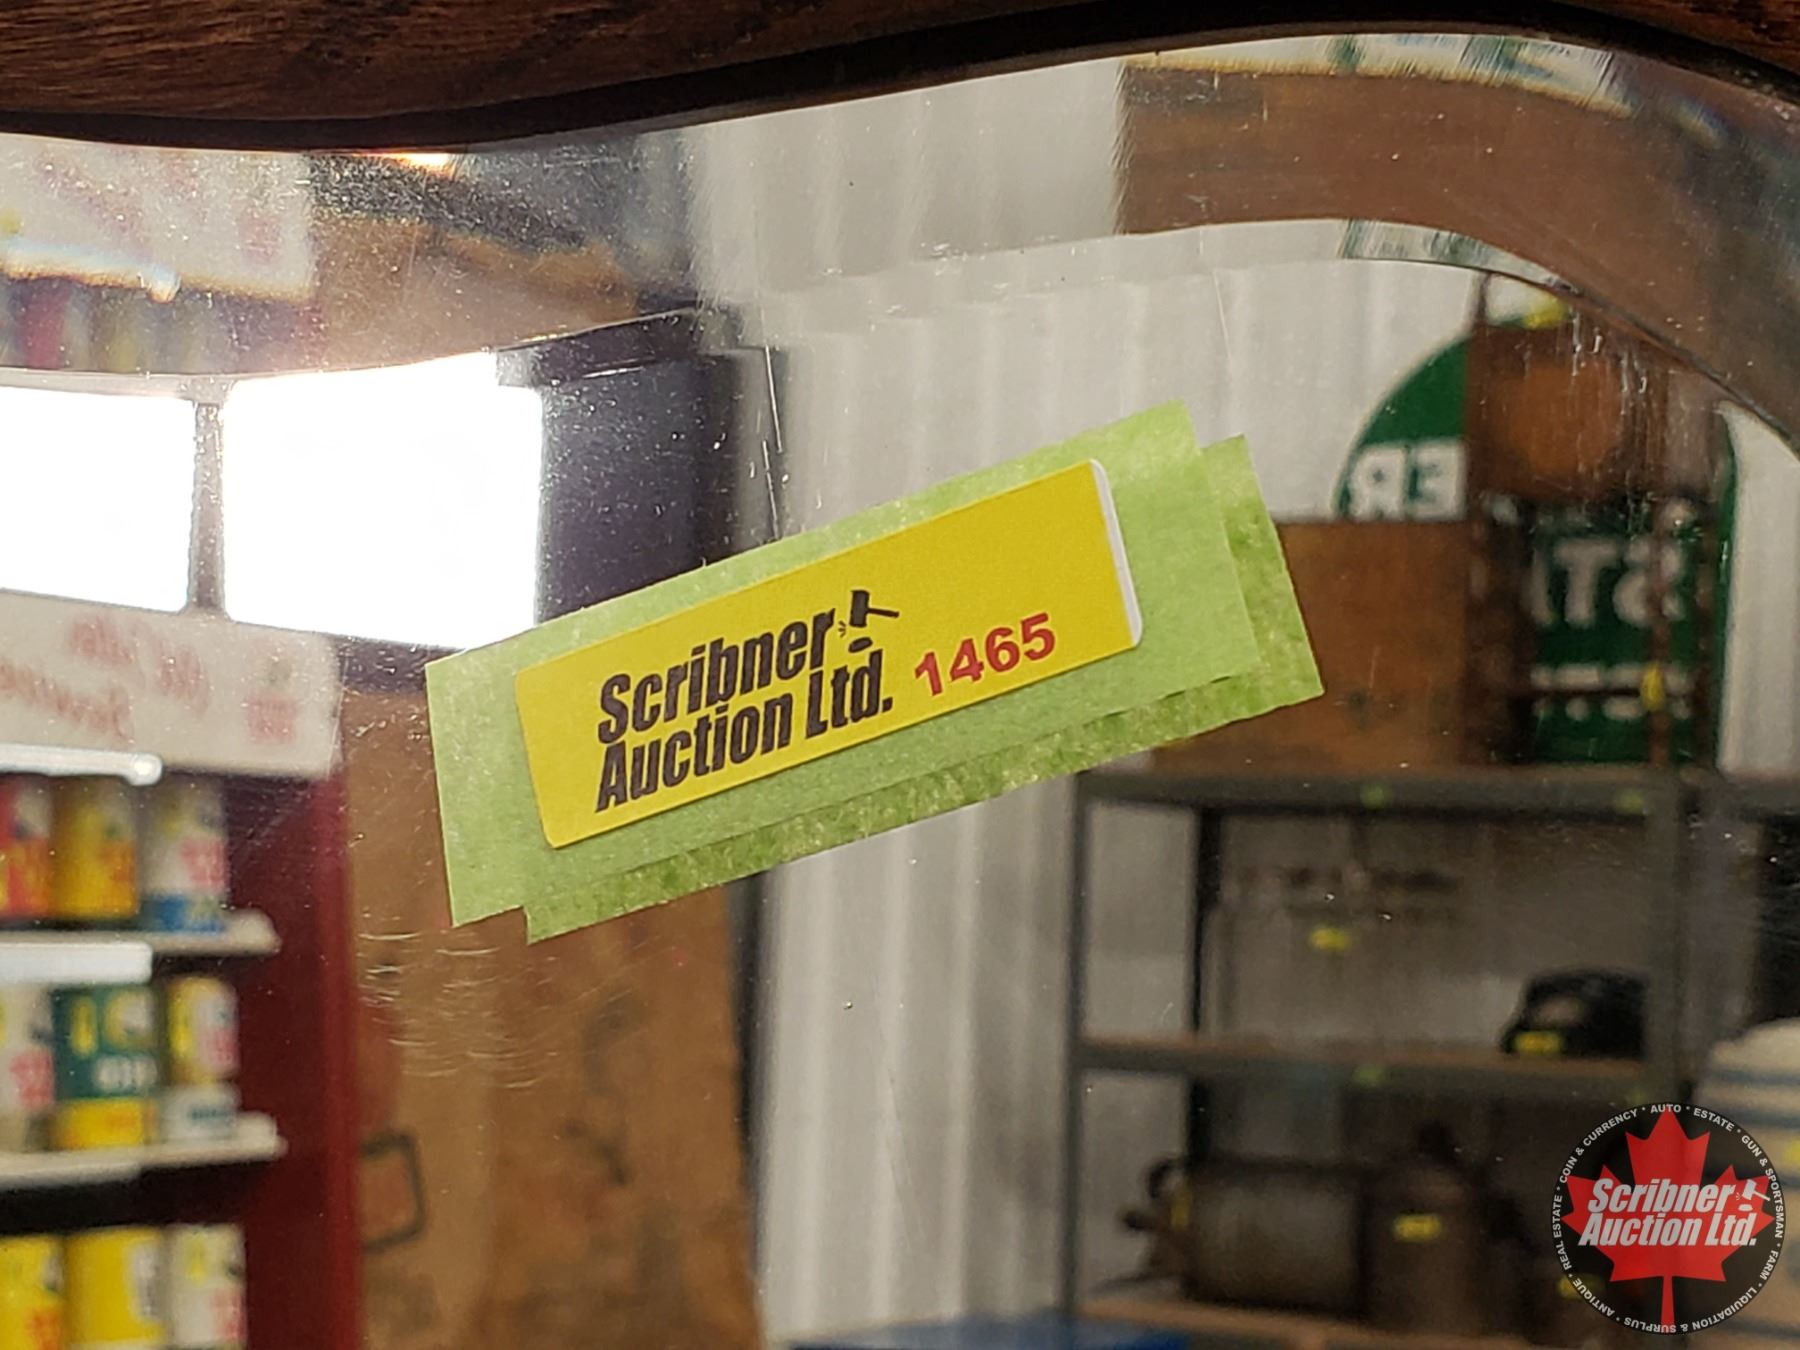 Scribner
Auction Ltd. 1465
COIN & CURRENCY · AUTO · ESTATE · GUN & SPORTSMAN · FARM · LIQUIDATION & SURPLUS · ANTIQUE · REAL ESTATE
Scribner
Auction Ltd.